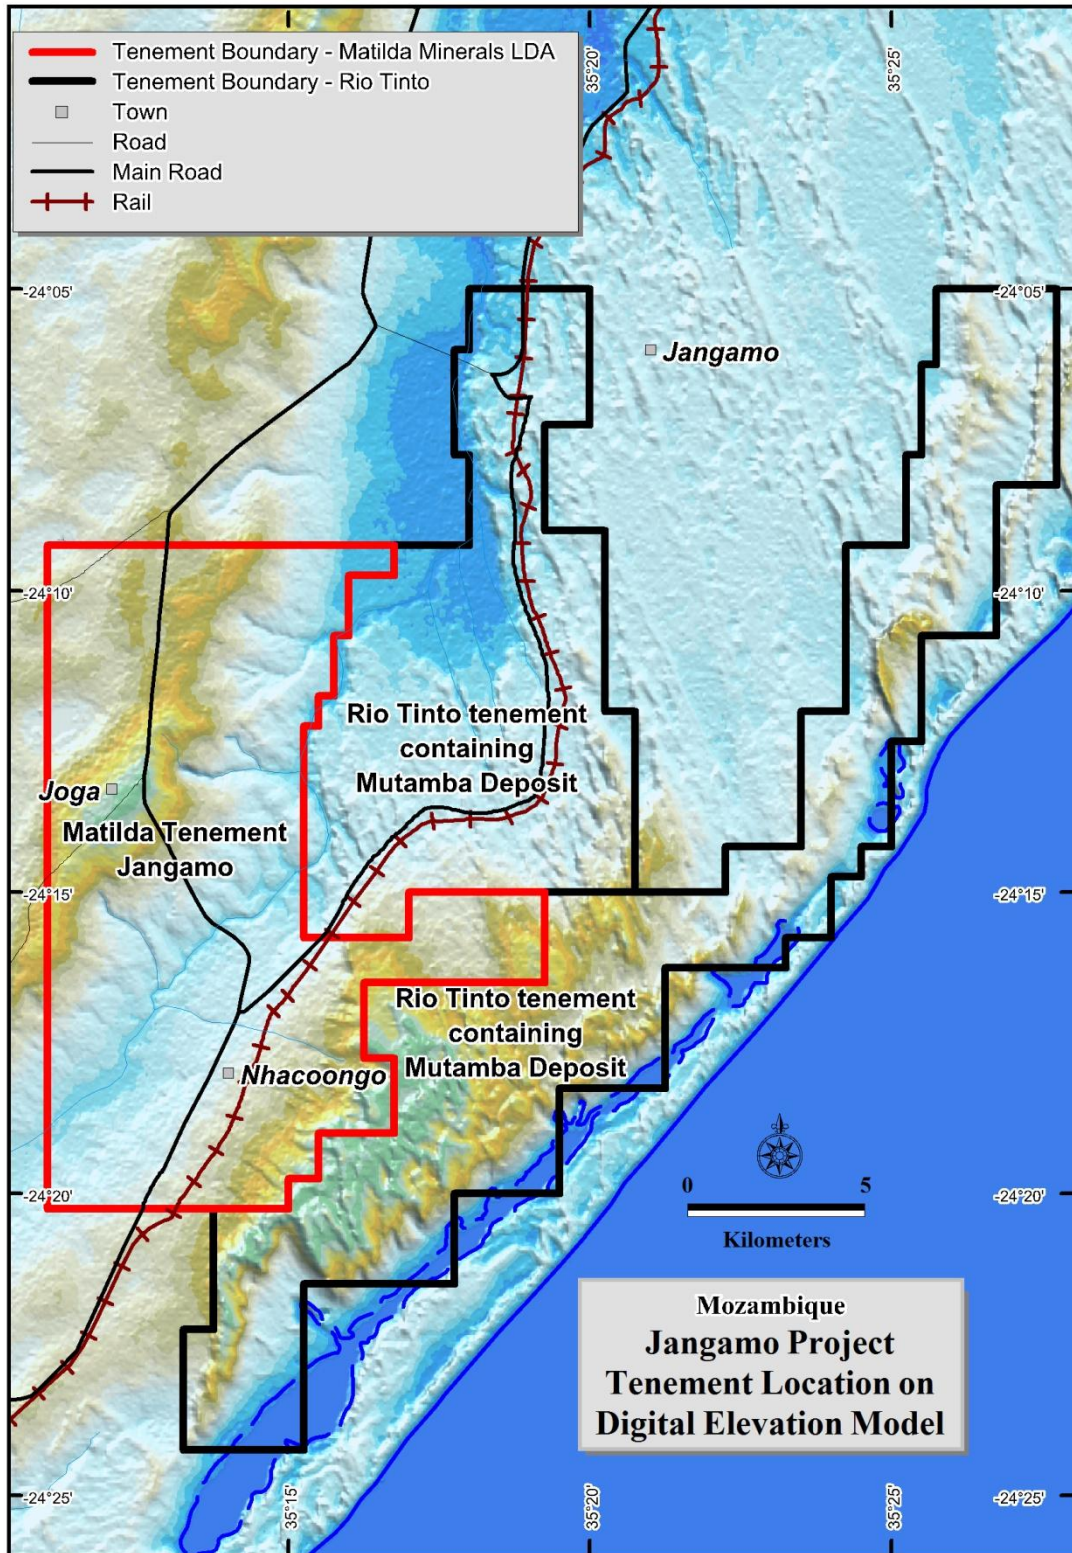 Tenement Boundary - Matilda Minerals LDA
Tenement Boundary - Rio Tinto
Town
Road
Main Road
Rail
35°20'
35°25'
-24°05'
-24°05'
Jangamo
-24°10'
-24°10'
Rio Tinto tenement
containing
Mutamba Deposit
Joga
Matilda Tenement
Jangamo
-24°15'
-24°15'
Rio Tinto tenement
containing
Mutamba Deposit
Nhacoongo
-24°20'
-24°20'
0 5
Kilometers
Mozambique
Jangamo Project
Tenement Location on
Digital Elevation Model
-24°25'
-24°25'
35°15'
35°20'
35°25'